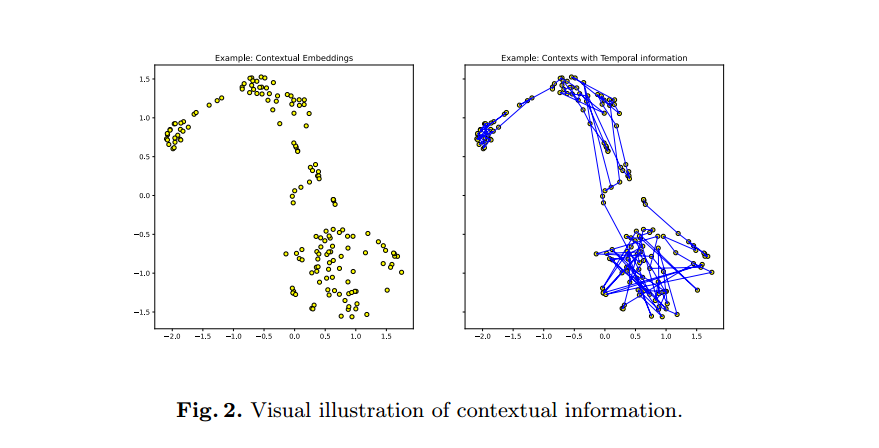 Example: Contextual Embeddings
Example: Contexts with Temporal information
1.5
1.0
0.5
0.0
−0.5
−1.0
−1.5
−2.0 −1.5 −1.0 −0.5 0.0 0.5 1.0 1.5
−2.0 −1.5 −1.0 −0.5 0.0 0.5 1.0 1.5
Fig. 2. Visual illustration of contextual information.